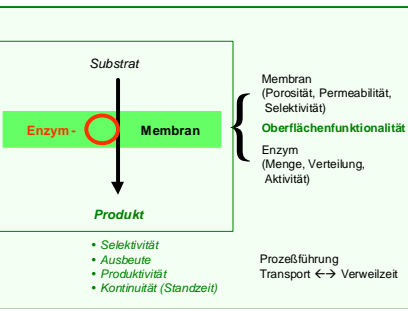 Substrat
Enzym - Membran
Produkt
• Selektivität
• Ausbeute
• Produktivität
• Kontinuität (Standzeit)
Membran
(Porosität, Permeabilität,
Selektivität)
Oberflächenfunktionalität
Enzym
(Menge, Verteilung,
Aktivität)
Prozeßführung
Transport ←→ Verweilzeit